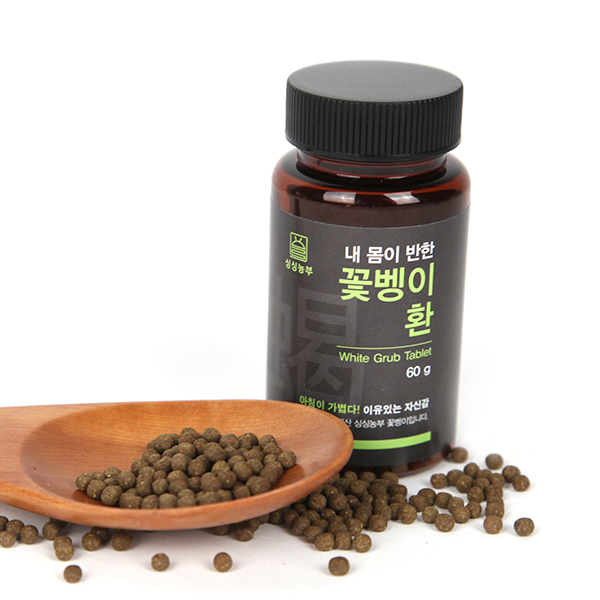 싱싱농부
내 몸이 반한
꽃벵이
환
White Grub Tablet
60 g
아침이 가볍다! 이유있는 자신감
싱싱농부 꽃벵이입니다.